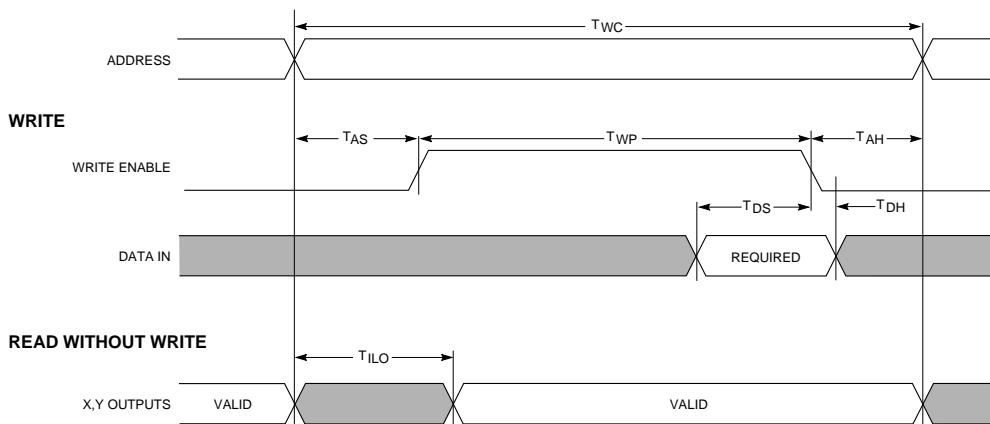 TWC
ADDRESS
WRITE
TAS
TWP
TAH
WRITE ENABLE
TDS
TDH
DATA IN
REQUIRED
READ WITHOUT WRITE
TILO
X,Y OUTPUTS
VALID
VALID